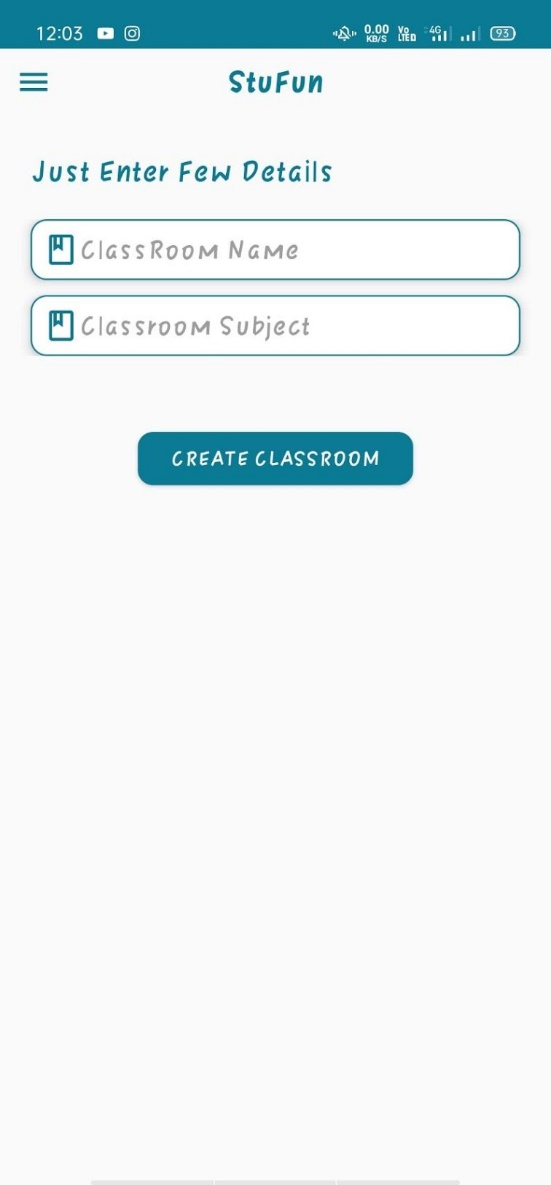 12:03 0.00 KB/S Vo LTE 4G 93
StuFun
Just Enter Few Details
ClassRoom Name
Classroom Subject
CREATE CLASSROOM